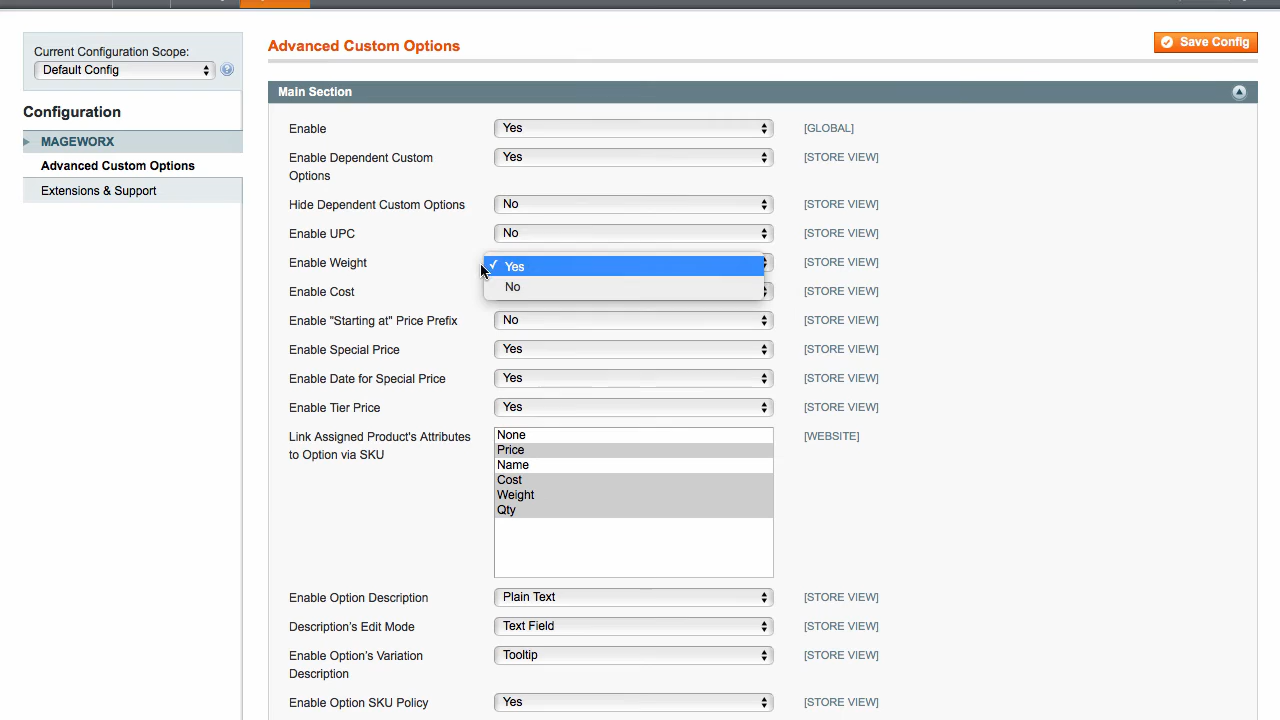 Current Configuration Scope:
Default Config
Configuration
MAGEWORX
Advanced Custom Options
Extensions & Support
Advanced Custom Options
Save Config
Main Section
Enable Yes [GLOBAL]
Enable Dependent Custom Yes [STORE VIEW]
Options
Hide Dependent Custom Options No [STORE VIEW]
Enable UPC No [STORE VIEW]
Enable Weight Yes [STORE VIEW]
No
Enable Cost [STORE VIEW]
Enable "Starting at" Price Prefix No [STORE VIEW]
Enable Special Price Yes [STORE VIEW]
Enable Date for Special Price Yes [STORE VIEW]
Enable Tier Price Yes [STORE VIEW]
Link Assigned Product's Attributes [WEBSITE]
to Option via SKU
None
Price
Name
Cost
Weight
Qty
Enable Option Description Plain Text [STORE VIEW]
Description's Edit Mode Text Field [STORE VIEW]
Enable Option's Variation Tooltip [STORE VIEW]
Description
Enable Option SKU Policy Yes [STORE VIEW]